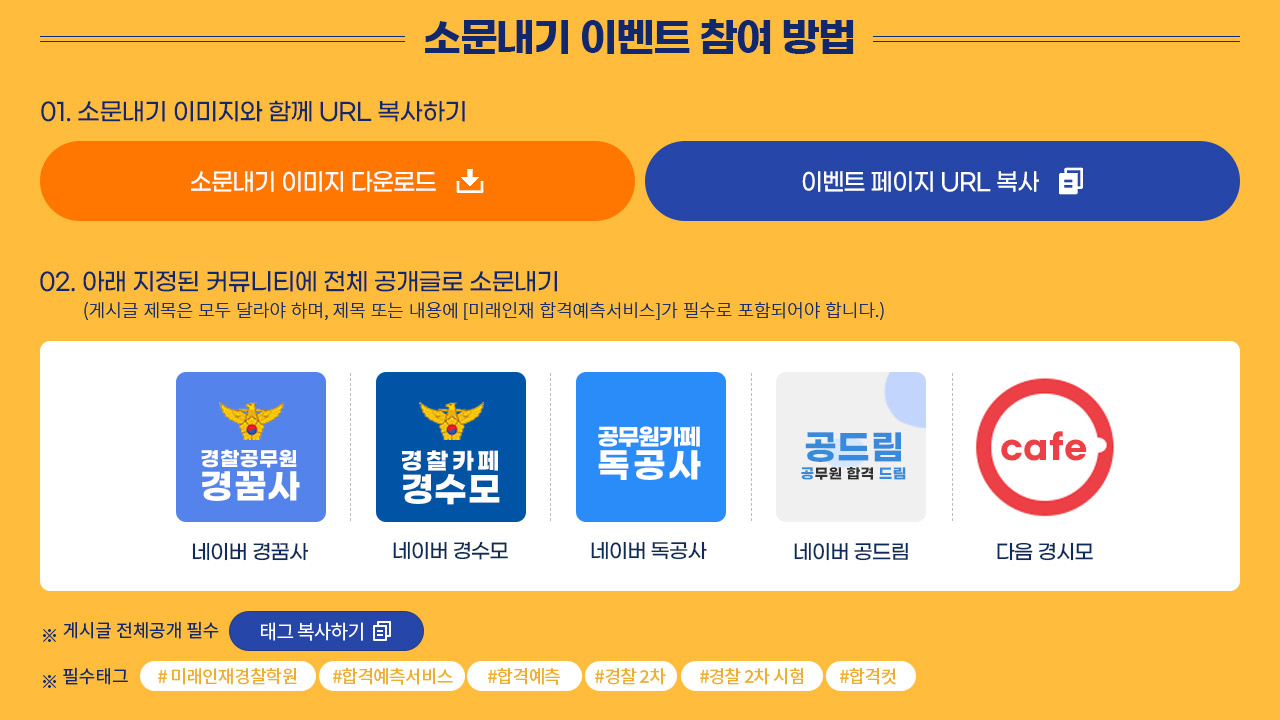 소문내기 이벤트 참여 방법
01. 소문내기 이미지와 함께 URL 복사하기
소문내기 이미지 다운로드
이벤트 페이지 URL 복사
02. 아래 지정된 커뮤니티에 전체 공개글로 소문내기
(게시글 제목은 모두 달라야 하며, 제목 또는 내용에 [미래인재 합격예측서비스]가 필수로 포함되어야 합니다.)
경찰공무원
경꿈사
경찰카페
경수모
공무원카페
독공사
공드림
공무원 합격 드림
cafe
네이버 경꿈사
네이버 경수모
네이버 독공사
네이버 공드림
다음 경시모
※ 게시글 전체공개 필수
태그 복사하기
※ 필수태그
# 미래인재경찰학원
#합격예측서비스
#합격예측
#경찰 2차
#경찰 2차 시험
#합격컷